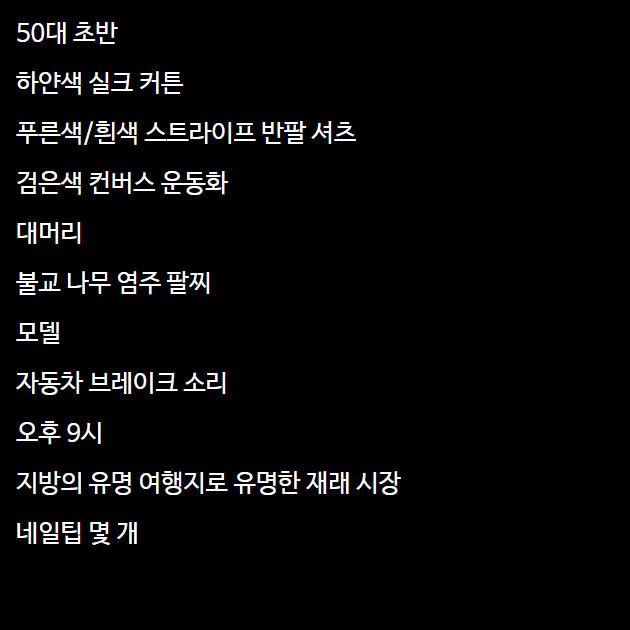 50대 초반
하얀색 실크 커튼
푸른색/흰색 스트라이프 반팔 셔츠
검은색 컨버스 운동화
대머리
불교 나무 염주 팔찌
모델
자동차 브레이크 소리
오후 9시
지방의 유명 여행지로 유명한 재래 시장
네일팁 몇 개